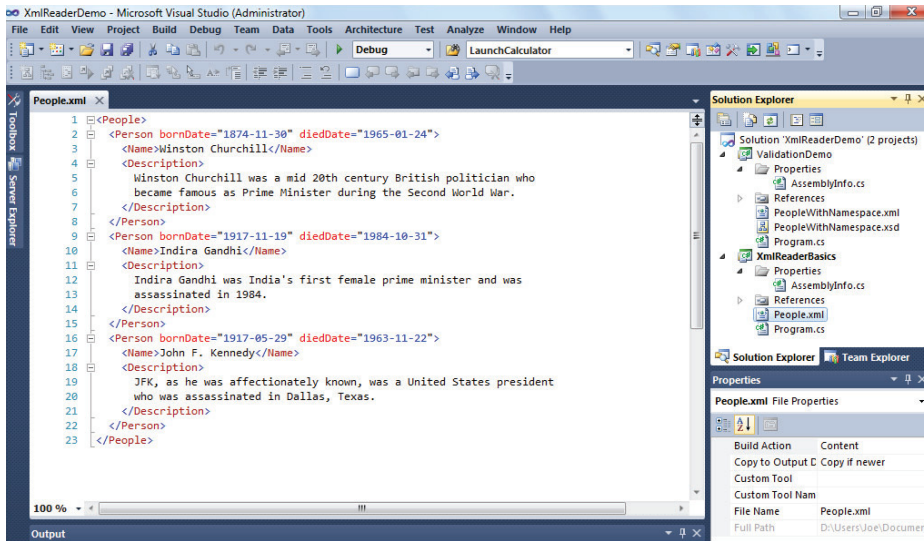 XmlReaderDemo - Microsoft Visual Studio (Administrator)
File Edit View Project Build Debug Team Data Tools Architecture Test Analyze Window Help
Debug LaunchCalculator
Toolbox
Server Explorer
People.xml
1 <People>
2 <Person bornDate="1874-11-30" diedDate="1965-01-24">
3 <Name>Winston Churchill</Name>
4 <Description>
5 Winston Churchill was a mid 20th century British politician who
6 became famous as Prime Minister during the Second World War.
7 </Description>
8 </Person>
9 <Person bornDate="1917-11-19" diedDate="1984-10-31">
10 <Name>Indira Gandhi</Name>
11 <Description>
12 Indira Gandhi was India's first female prime minister and was
13 assassinated in 1984.
14 </Description>
15 </Person>
16 <Person bornDate="1917-05-29" diedDate="1963-11-22">
17 <Name>John F. Kennedy</Name>
18 <Description>
19 JFK, as he was affectionately known, was a United States president
20 who was assassinated in Dallas, Texas.
21 </Description>
22 </Person>
23 </People>
100 %
Output
Solution Explorer
Solution 'XmlReaderDemo' (2 projects)
ValidationDemo
Properties
AssemblyInfo.cs
References
PeopleWithNamespace.xml
PeopleWithNamespace.xsd
Program.cs
XmlReaderBasics
Properties
AssemblyInfo.cs
References
People.xml
Program.cs
Solution Explorer Team Explorer
Properties
People.xml File Properties
Build Action Content
Copy to Output D Copy if newer
Custom Tool
Custom Tool Nam
File Name People.xml
Full Path D:\Users\Joe\Documen